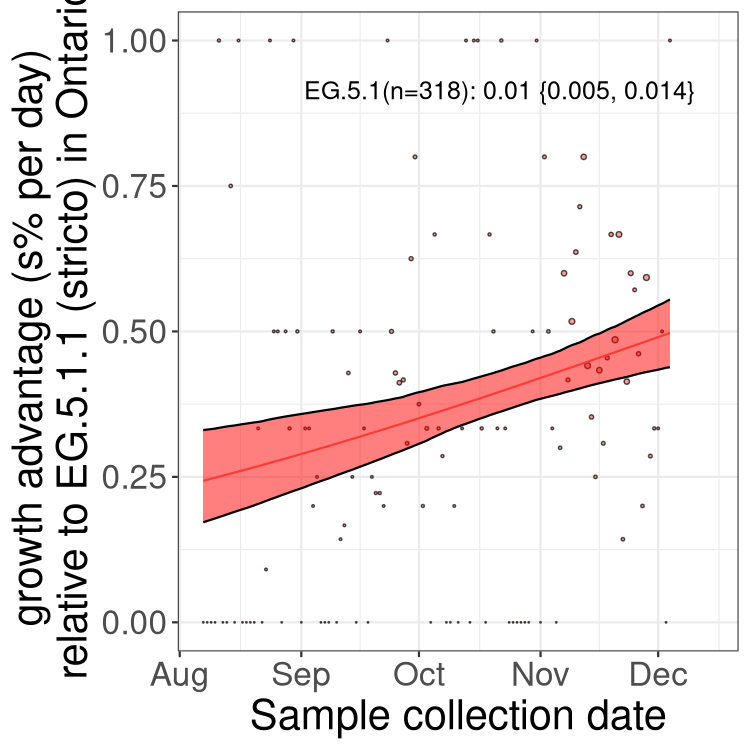 growth advantage (s% per day)
relative to EG.5.1.1 (stricto) in Ontario
1.00
0.75
0.50
0.25
0.00
EG.5.1(n=318): 0.01 {0.005, 0.014}
Aug Sep Oct Nov Dec
Sample collection date